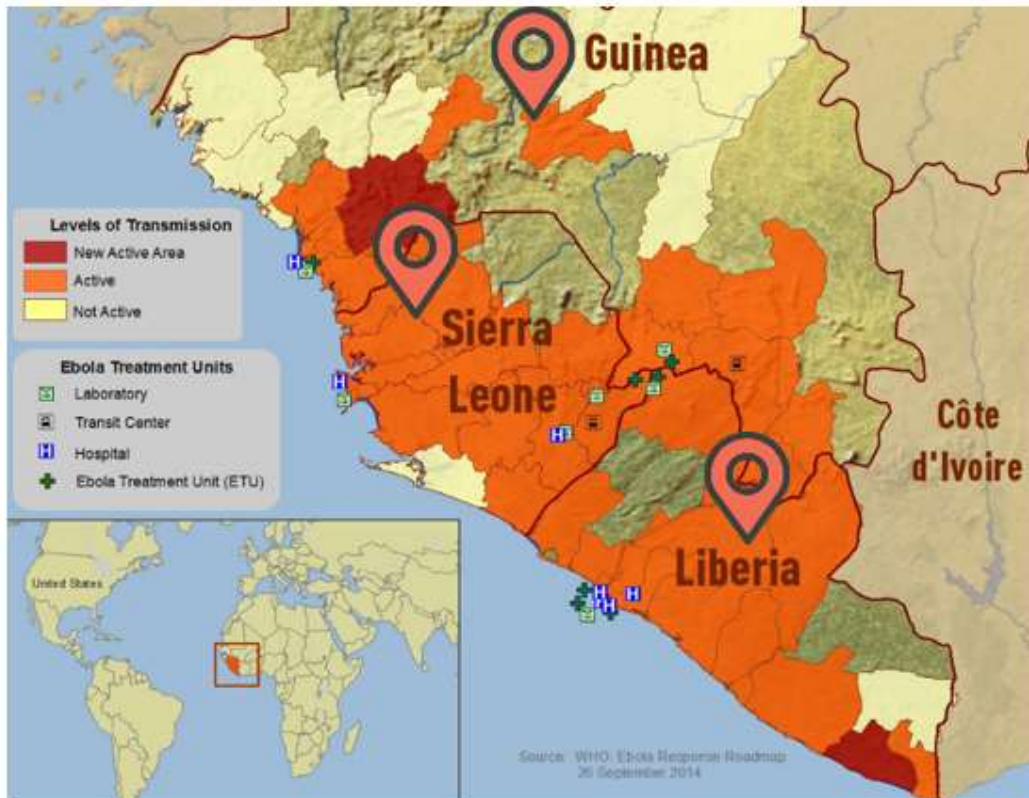 Guinea
Levels of Transmission
New Active Area
Active
Not Active
Sierra
Leone
Ebola Treatment Units
Laboratory
Transit Center
Hospital
Ebola Treatment Unit (ETU)
Côte
d'Ivoire
Liberia
United States
Source: WHO: Ebola Response Roadmap
26 September 2014